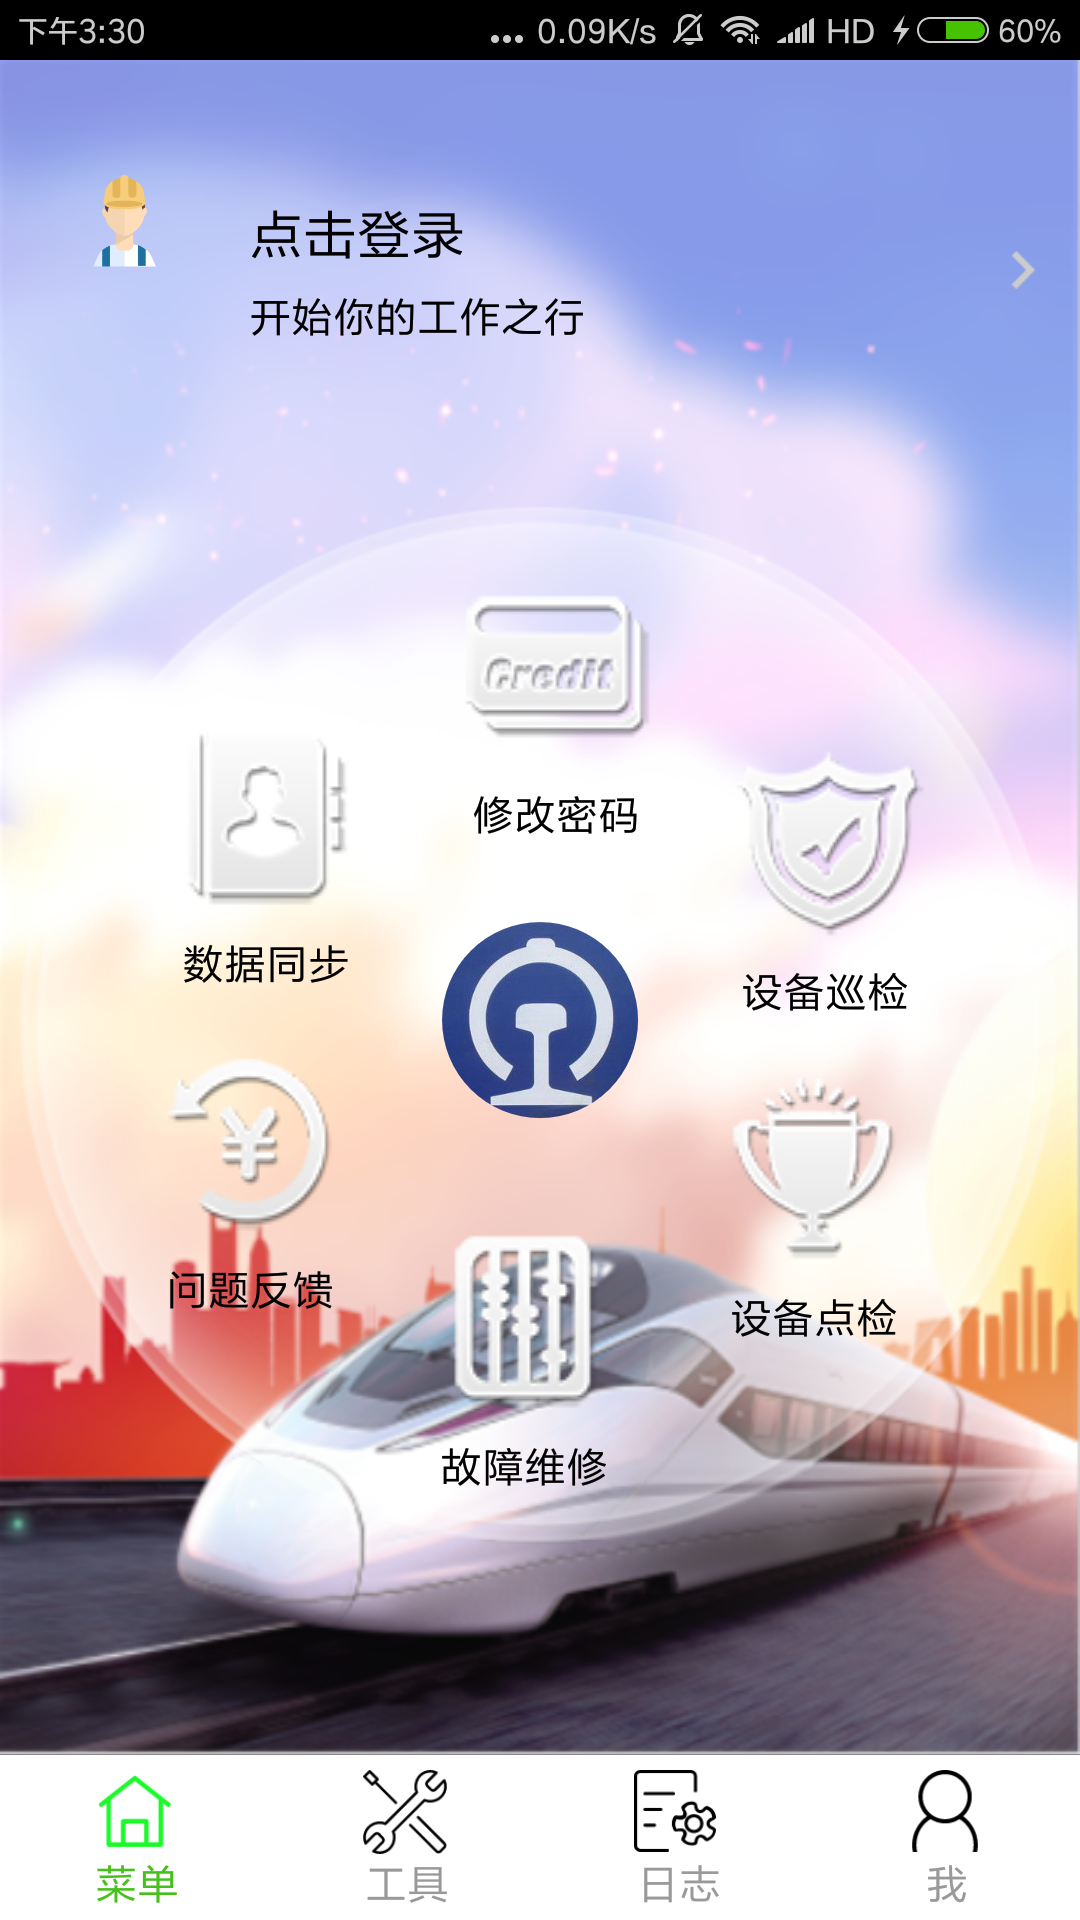 下午3:30
... 0.09K/s HD 60%
点击登录
开始你的工作之行
Credit
修改密码
数据同步
设备巡检
问题反馈
设备点检
故障维修
菜单
工具
日志
我